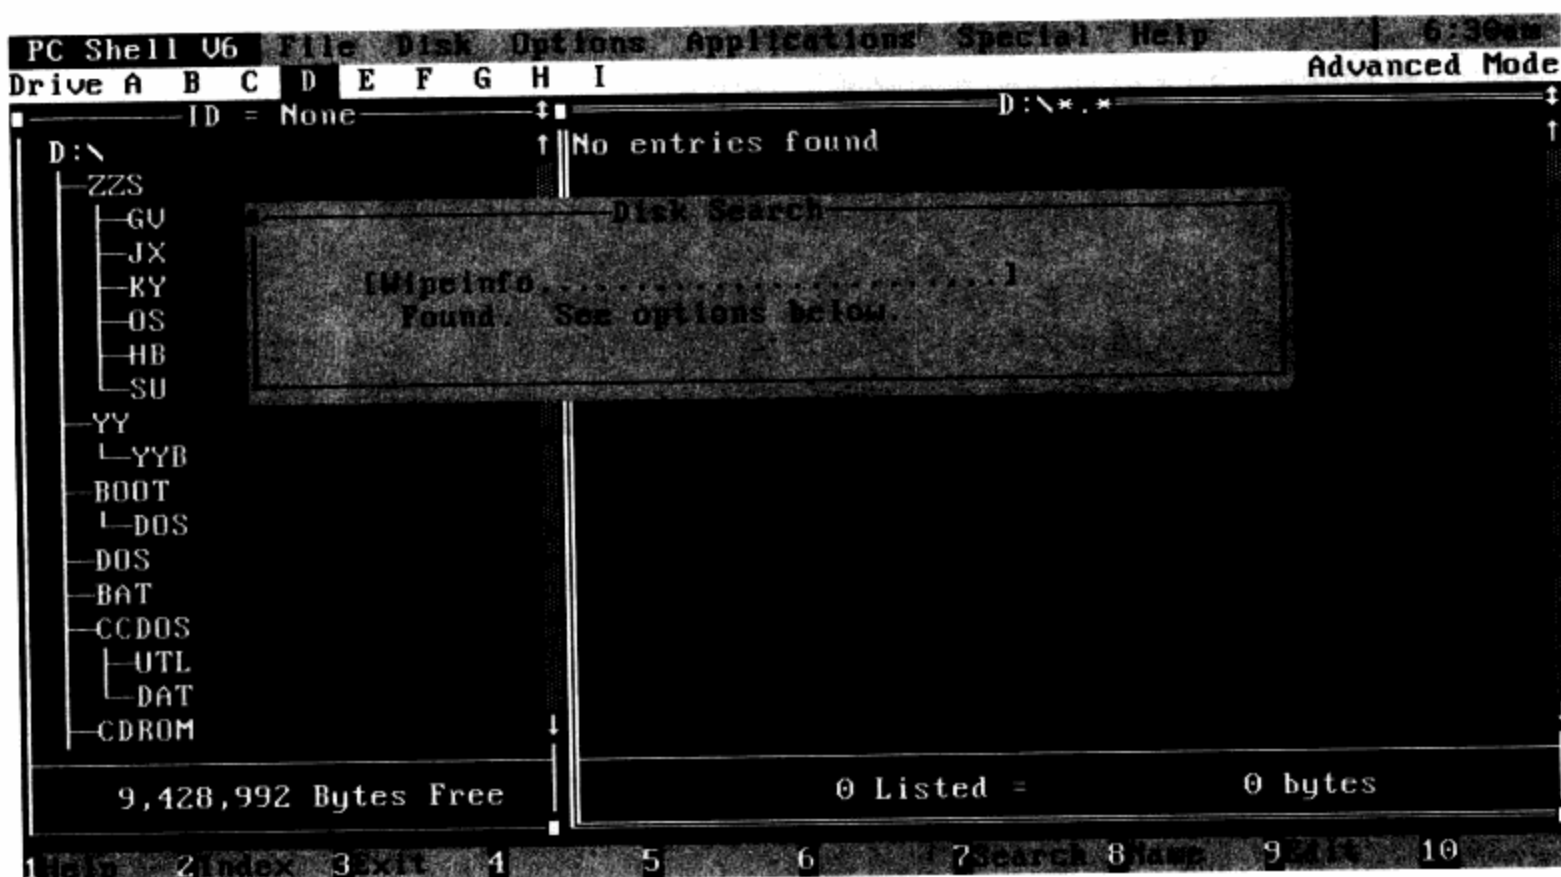 PC Shell V6 File Disk Options Applications Special Help 6:30am
Drive A B C D E F G H I Advanced Mode
ID = None
D:\*.*
D:\
No entries found
ZZS
GV
JX
KY
OS
HB
SU
YY
YYB
BOOT
DOS
DOS
BAT
CCDOS
UTL
DAT
CDROM
Disk Search
[Wipeinfo.........................]
Found. See options below.
9,428,992 Bytes Free
0 Listed = 0 bytes
1Help 2Index 3Exit 4 5 6 7Search 8Name 9Edit 10